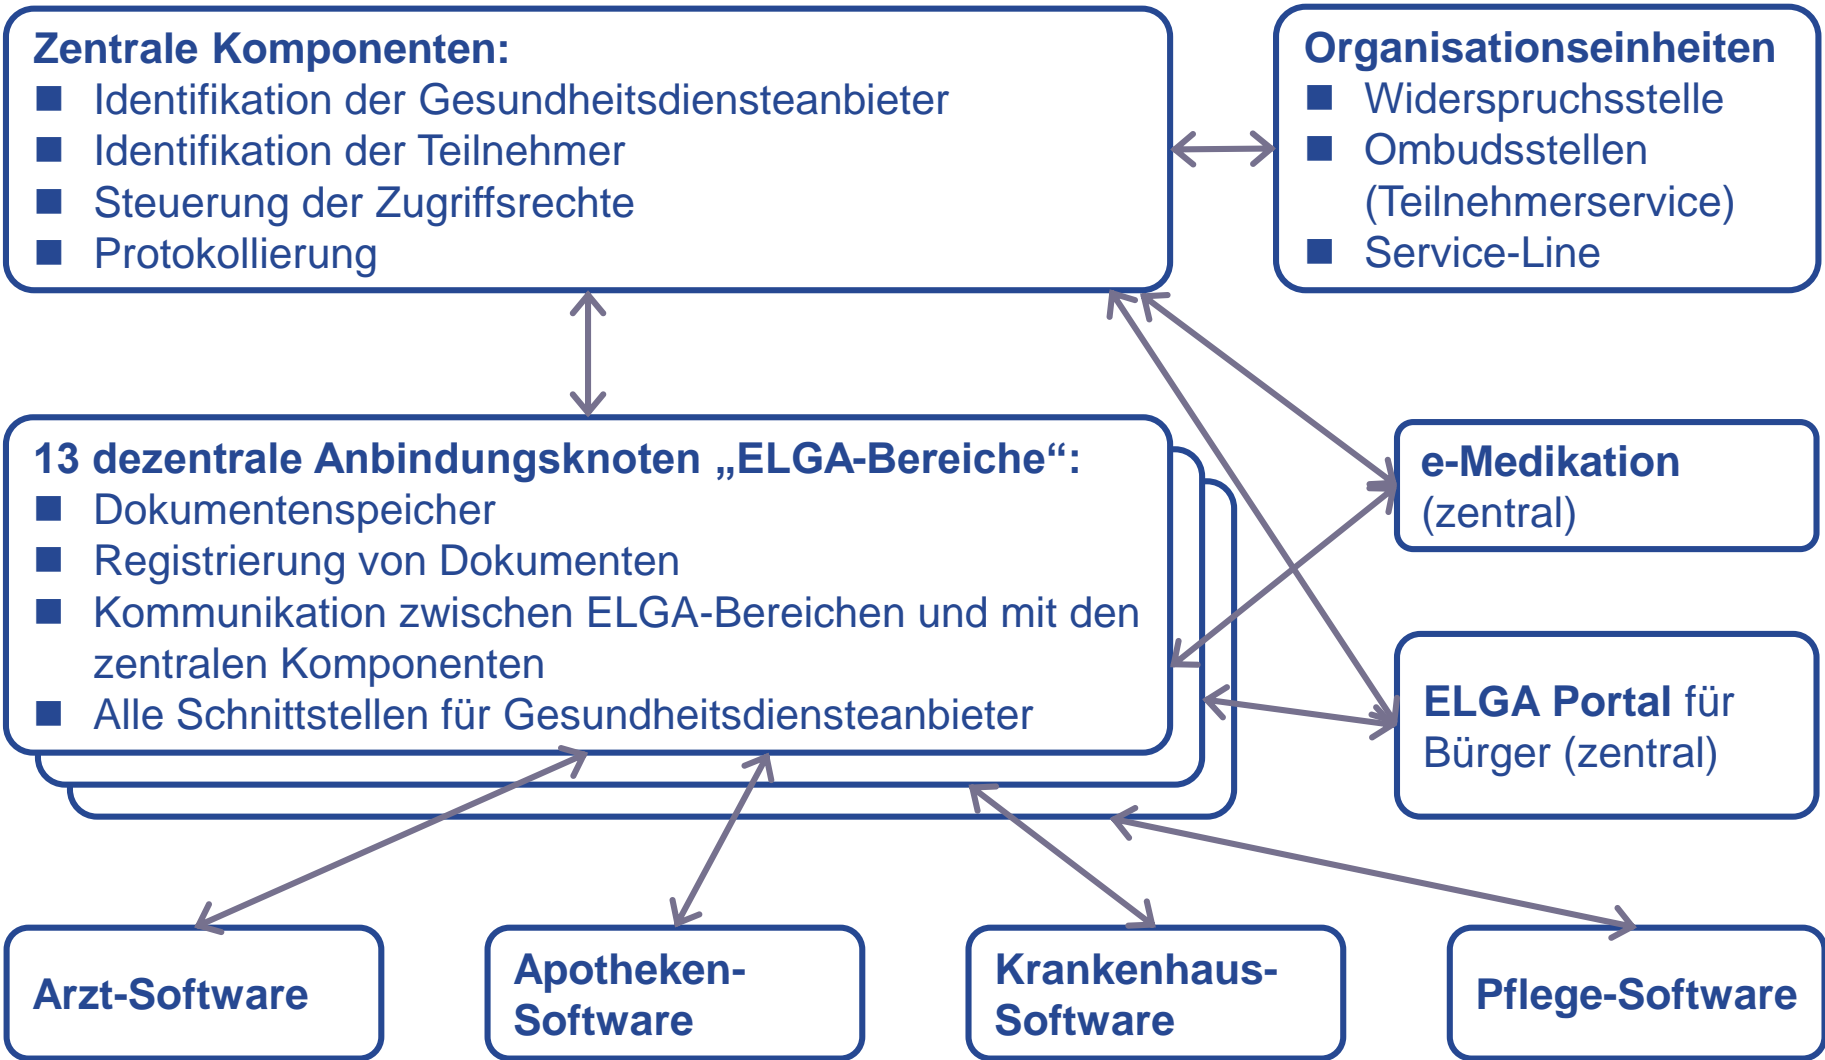 Zentrale Komponenten:
■ Identifikation der Gesundheitsdiensteanbieter
■ Identifikation der Teilnehmer
■ Steuerung der Zugriffsrechte
■ Protokollierung
Organisationseinheiten
■ Widerspruchsstelle
■ Ombudsstellen
(Teilnehmerservice)
■ Service-Line
13 dezentrale Anbindungsknoten „ELGA-Bereiche“:
■ Dokumentenspeicher
■ Registrierung von Dokumenten
■ Kommunikation zwischen ELGA-Bereichen und mit den
zentralen Komponenten
■ Alle Schnittstellen für Gesundheitsdiensteanbieter
e-Medikation
(zentral)
ELGA Portal für
Bürger (zentral)
Arzt-Software
Apotheken-
Software
Krankenhaus-
Software
Pflege-Software